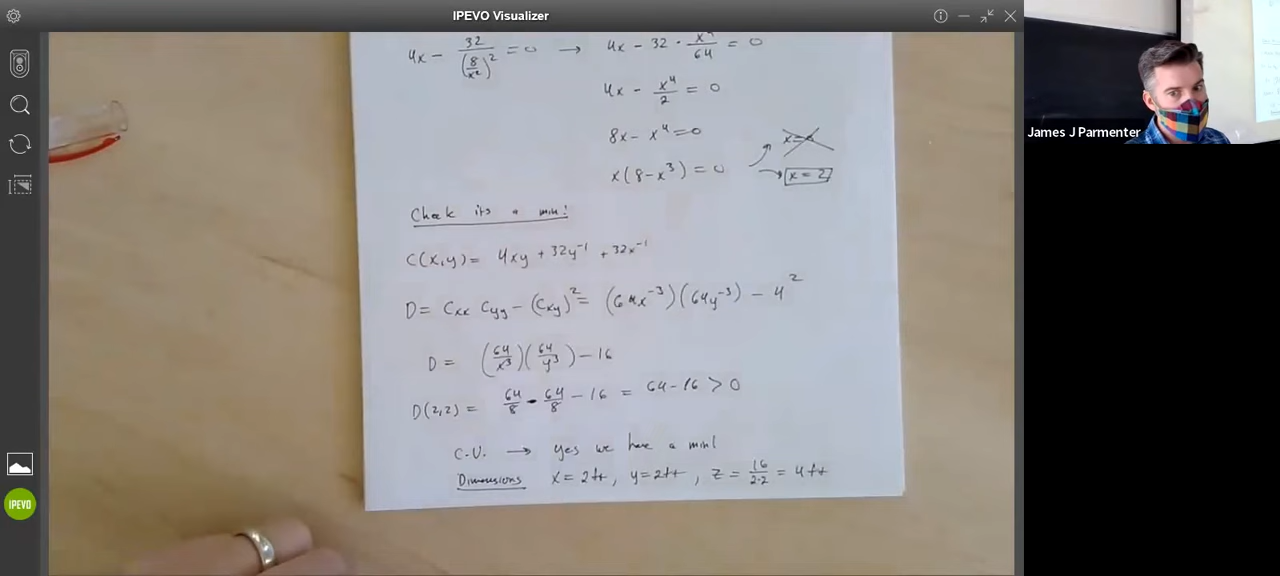 IPEVO Visualizer
4x - 32/(8/x²)² = 0 → 4x - 32 · x⁴/64 = 0
4x - x⁴/2 = 0
8x - x⁴ = 0
x(8-x³) = 0 → x = 2
James J Parmenter
Check its a min!
C(x,y) = 4xy + 32y⁻¹ + 32x⁻¹
D = Cxx Cyy - (Cxy)² = (64x⁻³)(64y⁻³) - 4²
D = (64/x³)(64/y³) - 16
D(2,2) = 64/8 · 64/8 - 16 = 64 - 16 > 0
C.U. → yes we have a min!
Dimensions x = 2ft, y = 2ft, z = 16/2·2 = 4ft
IPEVO